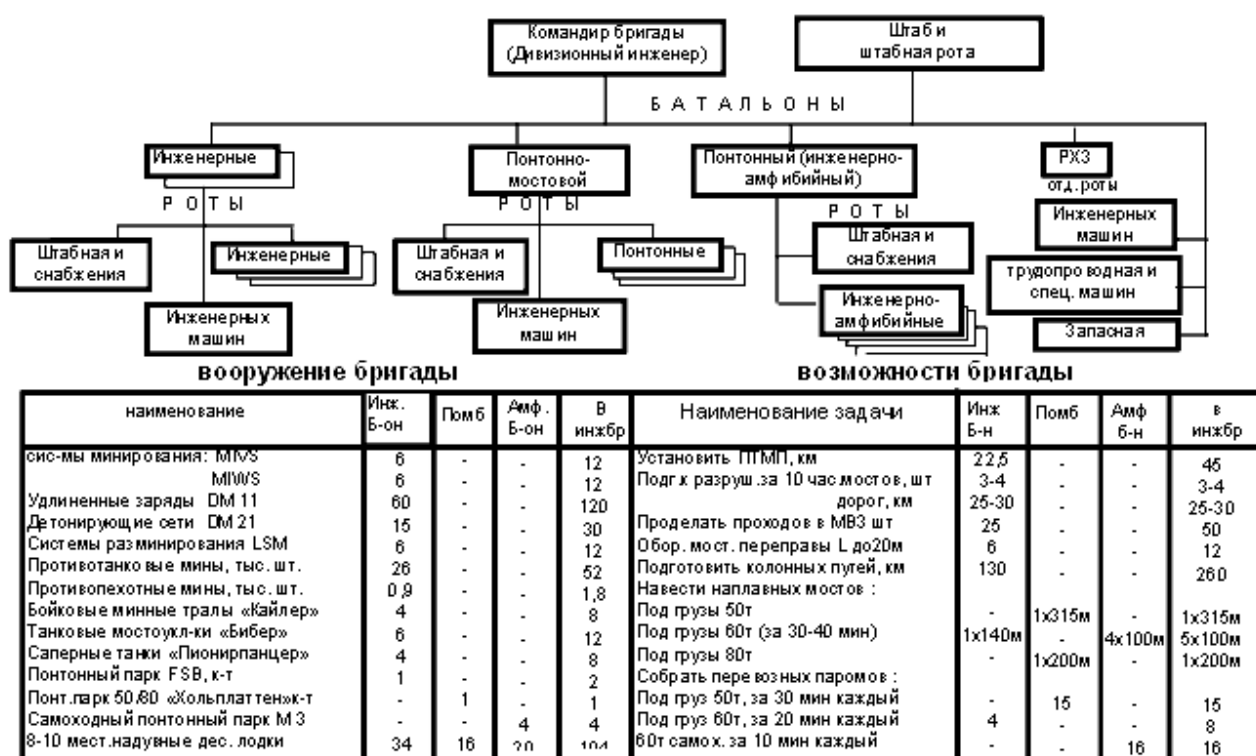 Командир бригады
(Дивизионный инженер)
Штаб и
штабная рота
Б А Т А Л Ь О Н Ы
Инженерные
Понтонно-
мостовой
Понтонный (инженерно-
амфибийный)
РХЗ
отд.роты
Р О Т Ы
Р О Т Ы
Р О Т Ы
Штабная и
снабжения
Инженерные
Инженерных
машин
Штабная и
снабжения
Понтонные
Инженерных
машин
Штабная и
снабжения
Инженерно-
амфибийные
Инженерных
машин
трудопроводная и
спец. машин
Запасная
вооружение бригады
наименование Инж. Б-он Помб Амф. Б-он В инжбр
сис-мы минирования: MIVS 6 - - 12
MIWS 6 - - 12
Удлиненные заряды DM 11 60 - - 120
Детонирующие сети DM 21 15 - - 30
Системы разминирования LSM 6 - - 12
Противотанковые мины, тыс. шт. 26 - - 52
Противопехотные мины, тыс. шт. 0,9 - - 1,8
Бойковые минные тралы «Кайлер» 4 - - 8
Танковые мостоукл-ки «Бибер» 6 - - 12
Саперные танки «Пионирпанцер» 4 - - 8
Понтонный парк FSB, к-т 1 - - 2
Понт.парк 50/80 «Хольплаттен»к-т - 1 - 1
Самоходный понтонный парк М 3 - - 4 4
8-10 мест.надувные дес. лодки 34 16 20 104
возможности бригады
Наименование задачи Инж Б-н Помб Амф б-н в инжбр
Установить ПТМП, км 22,5 - - 45
Подг.к разруш.за 10 час.мостов, шт 3-4 - - 3-4
дорог, км 25-30 - - 25-30
Проделать проходов в МВЗ шт 25 - - 50
Обор. мост. переправы L до20м 6 - - 12
Подготовить колонных путей, км 130 - - 260
Навести наплавных мостов :
Под грузы 50т - 1х315м - 1х315м
Под грузы 60т (за 30-40 мин) 1х140м - 4х100м 5х100м
Под грузы 80т - 1х200м - 1х200м
Собрать перевозных паромов :
Под груз 50т, за 30 мин каждый - 15 - 15
Под груз 60т, за 20 мин каждый 4 - - 8
60т самох. за 10 мин каждый - - 16 16